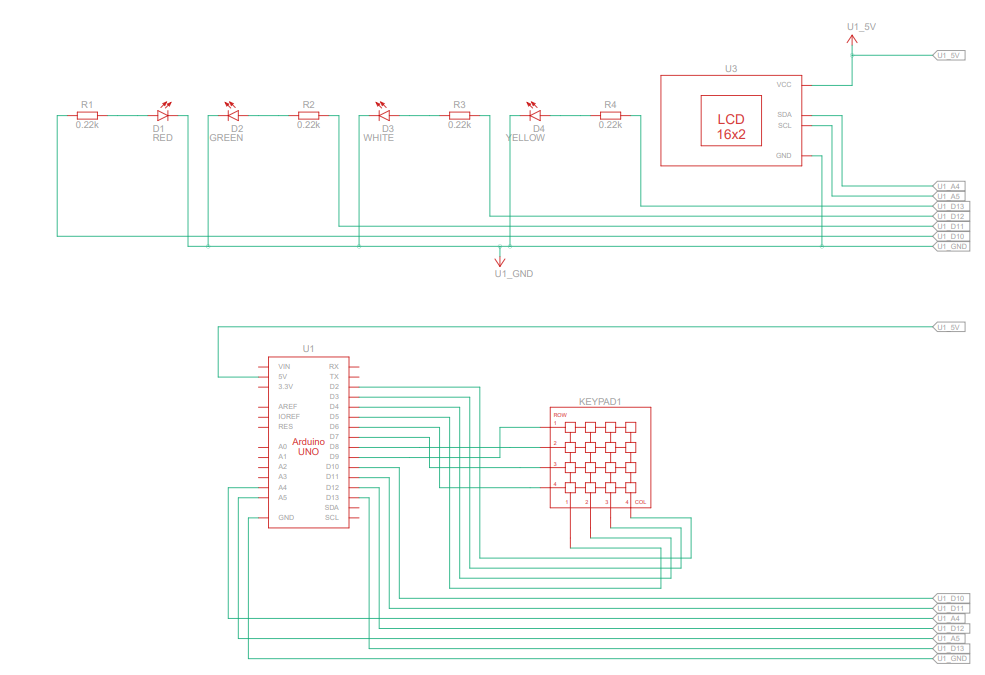 U1_5V
U1_5V
U3
VCC
R1
R2
R3
R4
SDA
LCD
16x2
SCL
0.22k
D1
RED
D2
GREEN
0.22k
D3
WHITE
0.22k
D4
YELLOW
0.22k
GND
U1_A4
U1_A5
U1_D13
U1_D12
U1_D11
U1_D10
U1_GND
U1_GND
U1_5V
U1
VIN
RX
5V
TX
3.3V
D2
D3
AREF
D4
IOREF
D5
RES
D6
D7
Arduino
UNO
A0
D8
A1
D9
A2
D10
A3
D11
A4
D12
A5
D13
SDA
GND
SCL
KEYPAD1
ROW
1
2
3
4
1
2
3
4
COL
U1_D10
U1_D11
U1_A4
U1_D12
U1_A5
U1_D13
U1_GND